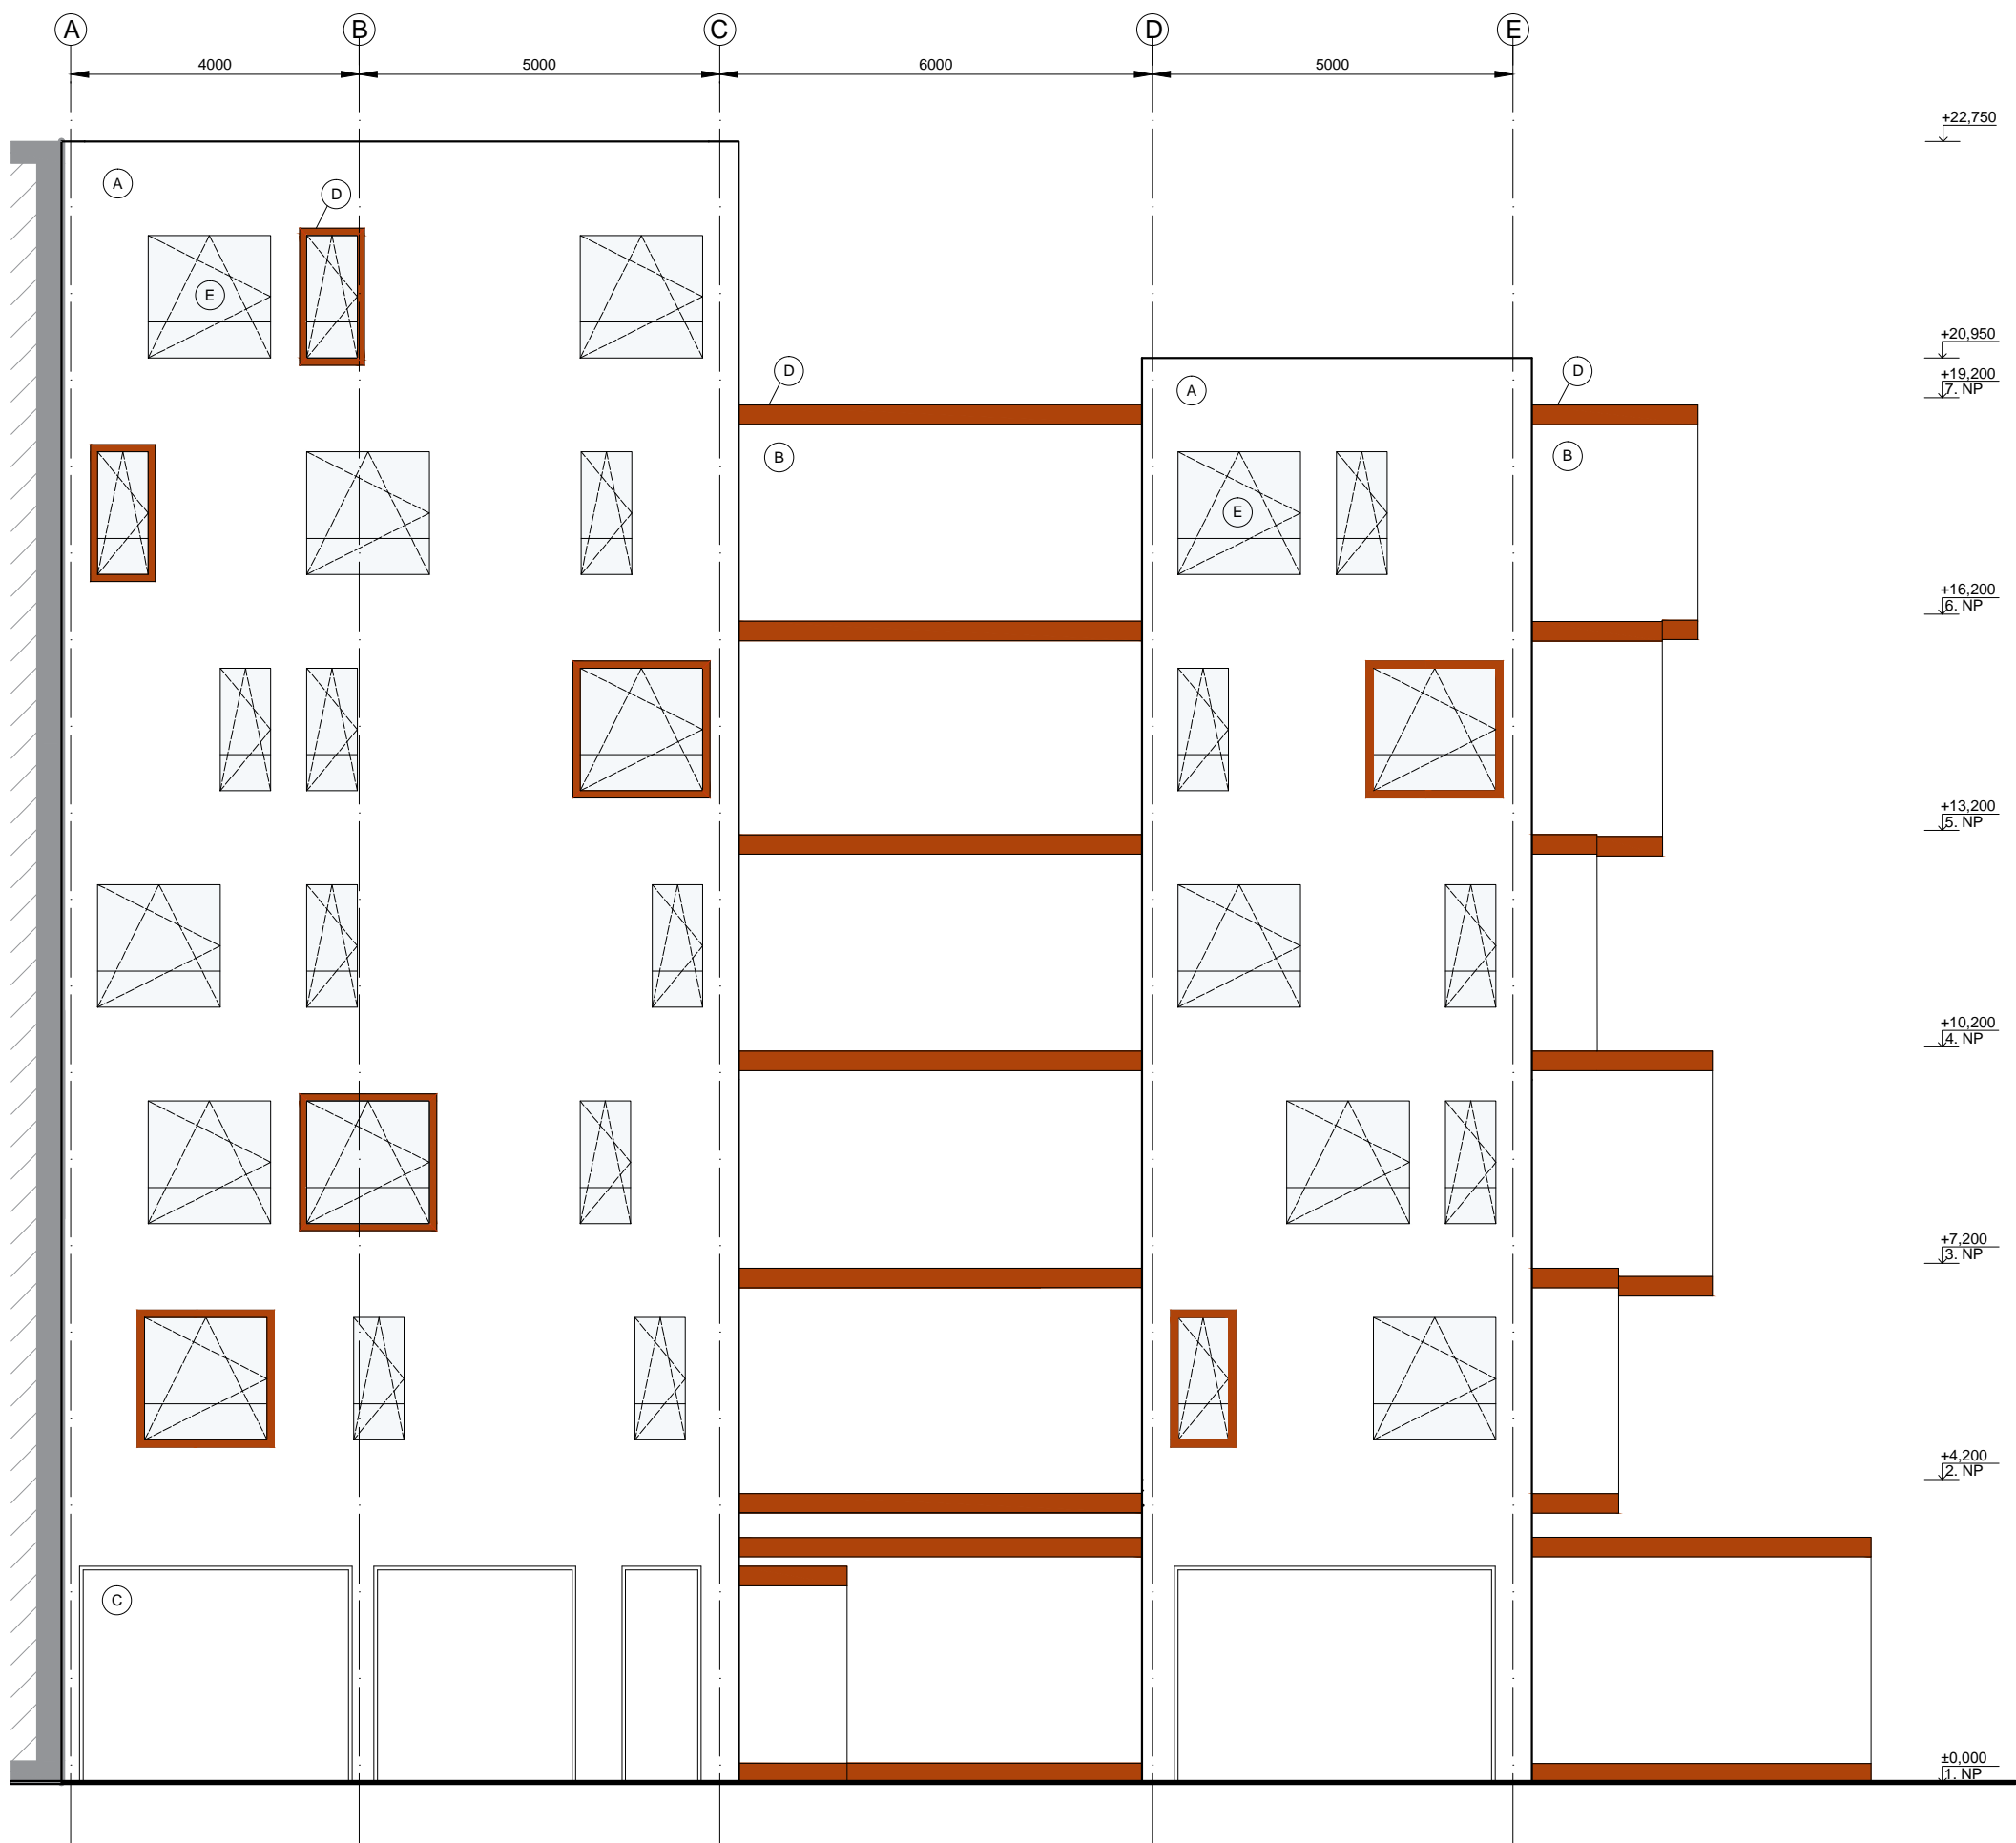 A B C D E
4000 5000 6000 5000
+22,750
A
D
E
+20,950
D D
+19,200
7. NP
A
B B
E
+16,200
6. NP
+13,200
5. NP
+10,200
4. NP
+7,200
3. NP
+4,200
2. NP
C
±0,000
1. NP